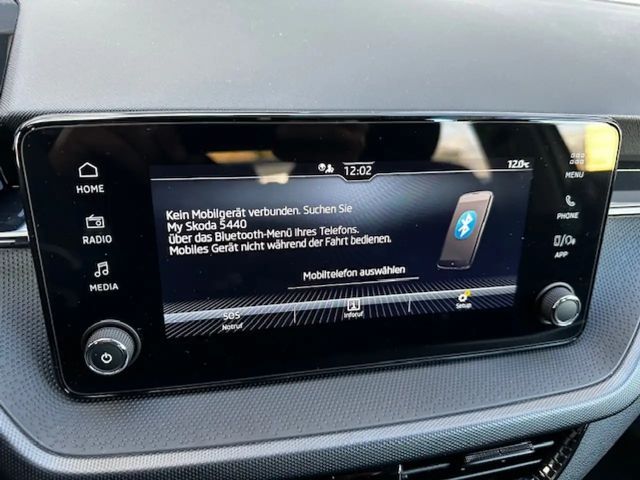 HOME
RADIO
MEDIA
12:02
12.0°C
Kein Mobilgerät verbunden. Suchen Sie
My Skoda 5440
über das Bluetooth-Menü Ihres Telefons.
Mobiles Gerät nicht während der Fahrt bedienen.
Mobiltelefon auswählen
SOS
Notruf
Inforuf
Setup
MENU
PHONE
APP